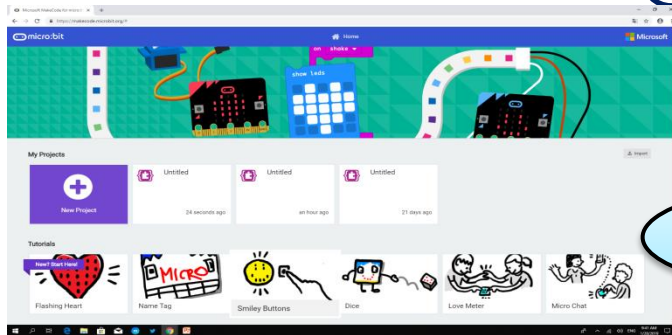 Microsoft MakeCode for micro:b
https://makecode.microbit.org/#
micro:bit
Home
Microsoft
on shake
show leds
My Projects
Import
New Project
Untitled
24 seconds ago
Untitled
an hour ago
Untitled
21 days ago
Tutorials
New? Start Here!
Flashing Heart
MICRO
Name Tag
Smiley Buttons
Dice
Love Meter
Micro Chat
ENG